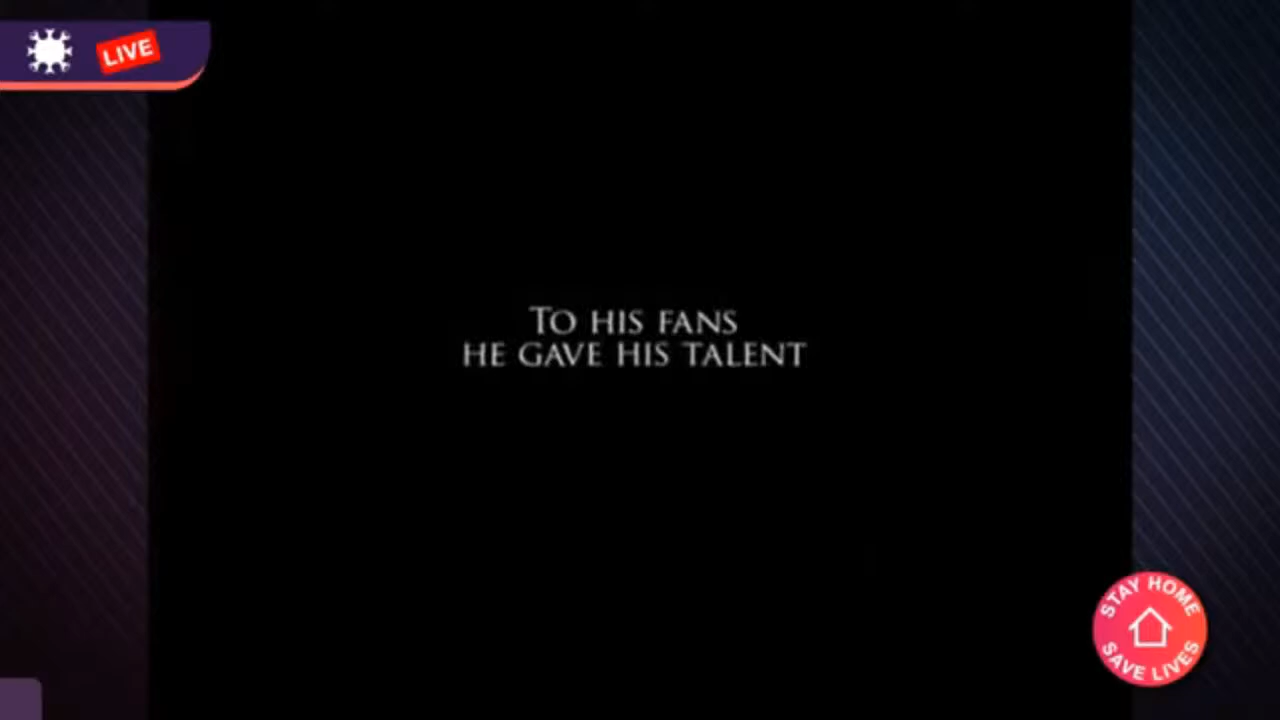 LIVE
TO HIS FANS
HE GAVE HIS TALENT
STAY HOME
SAVE LIVES